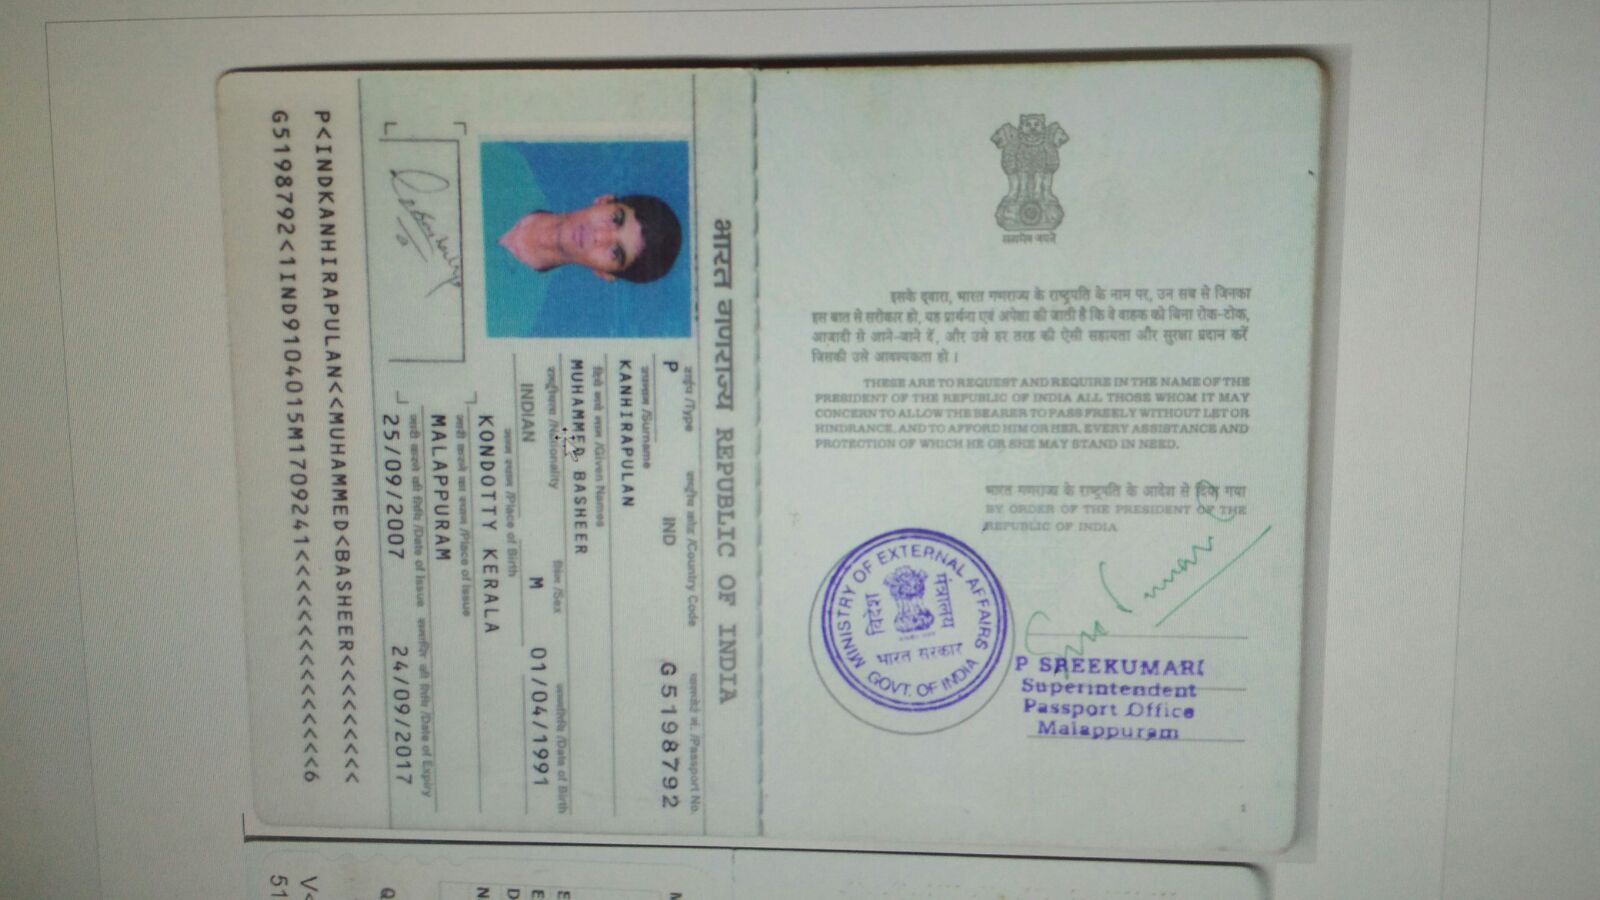 सत्यमेव जयते
इसके द्वारा, भारत गणराज्य के राष्ट्रपति के नाम पर, उन सब से जिनका
इस बात से सरोकार हो, यह प्रार्थना एवं अपेक्षा की जाती है कि वे वाहक को बिना रोक-टोक,
आजादी से आने-जाने दें, और उसे हर तरह की ऐसी सहायता और सुरक्षा प्रदान करें
जिसकी उसे आवश्यकता हो ।
THESE ARE TO REQUEST AND REQUIRE IN THE NAME OF THE
PRESIDENT OF THE REPUBLIC OF INDIA ALL THOSE WHOM IT MAY
CONCERN TO ALLOW THE BEARER TO PASS FREELY WITHOUT LET OR
HINDRANCE, AND TO AFFORD HIM OR HER, EVERY ASSISTANCE AND
PROTECTION OF WHICH HE OR SHE MAY STAND IN NEED.
भारत गणराज्य के राष्ट्रपति के आदेश से दिया गया
BY ORDER OF THE PRESIDENT OF THE
REPUBLIC OF INDIA
MINISTRY OF EXTERNAL AFFAIRS
विदेश मंत्रालय
भारत सरकार
GOVT. OF INDIA
P SREEKUMARI
Superintendent
Passport Office
Malappuram
1
भारत गणराज्य REPUBLIC OF INDIA
टाईप /Type राष्ट्रीय कोड /Country Code पासपोर्ट नं. /Passport No.
P IND G5198792
उपनाम /Surname
KANHIRAPULAN
दिये गये नाम /Given Names
MUHAMMED BASHEER
राष्ट्रीयता /Nationality लिंग /Sex जन्मतिथि /Date of Birth
INDIAN M 01/04/1991
जन्म स्थान /Place of Birth
KONDOTTY KERALA
जारी करने का स्थान /Place of Issue
MALAPPURAM
जारी करने की तिथि /Date of Issue समाप्ति की तिथि /Date of Expiry
25/09/2007 24/09/2017
P<INDKANHIRAPULAN<<MUHAMMED<BASHEER<<<<<<<<<
G5198792<1IND9104015M1709241<<<<<<<<<<<<<<<6